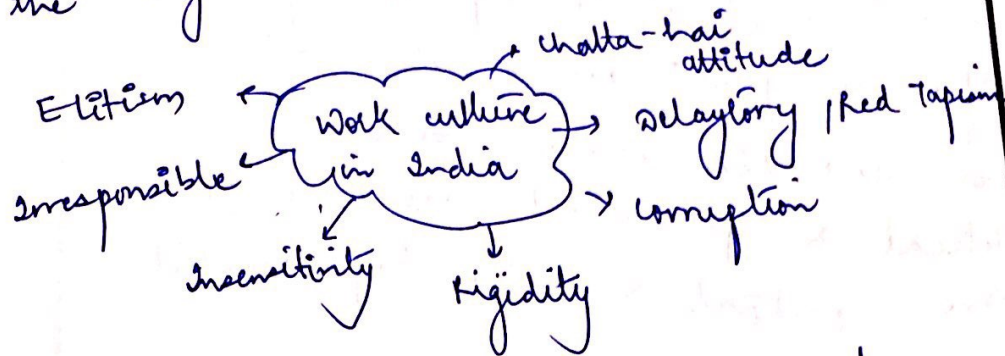 the
chalta-hai
attitude
Elitism
Work culture
in India
Delaytory / Red Tapism
Irresponsible
corruption
Insensitivity
Rigidity